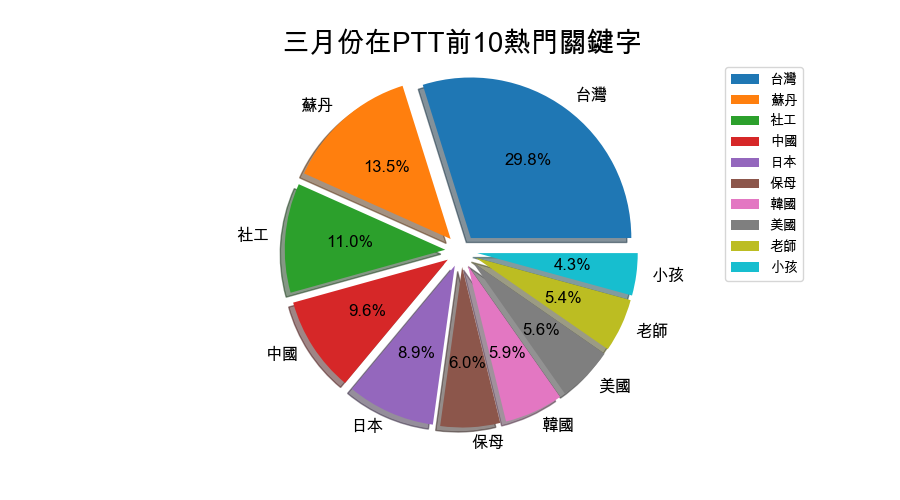 三月份在PTT前10熱門關鍵字
台灣
29.8%
蘇丹
13.5%
社工
11.0%
中國
9.6%
日本
8.9%
保母
6.0%
韓國
5.9%
美國
5.6%
老師
5.4%
小孩
4.3%
台灣
蘇丹
社工
中國
日本
保母
韓國
美國
老師
小孩